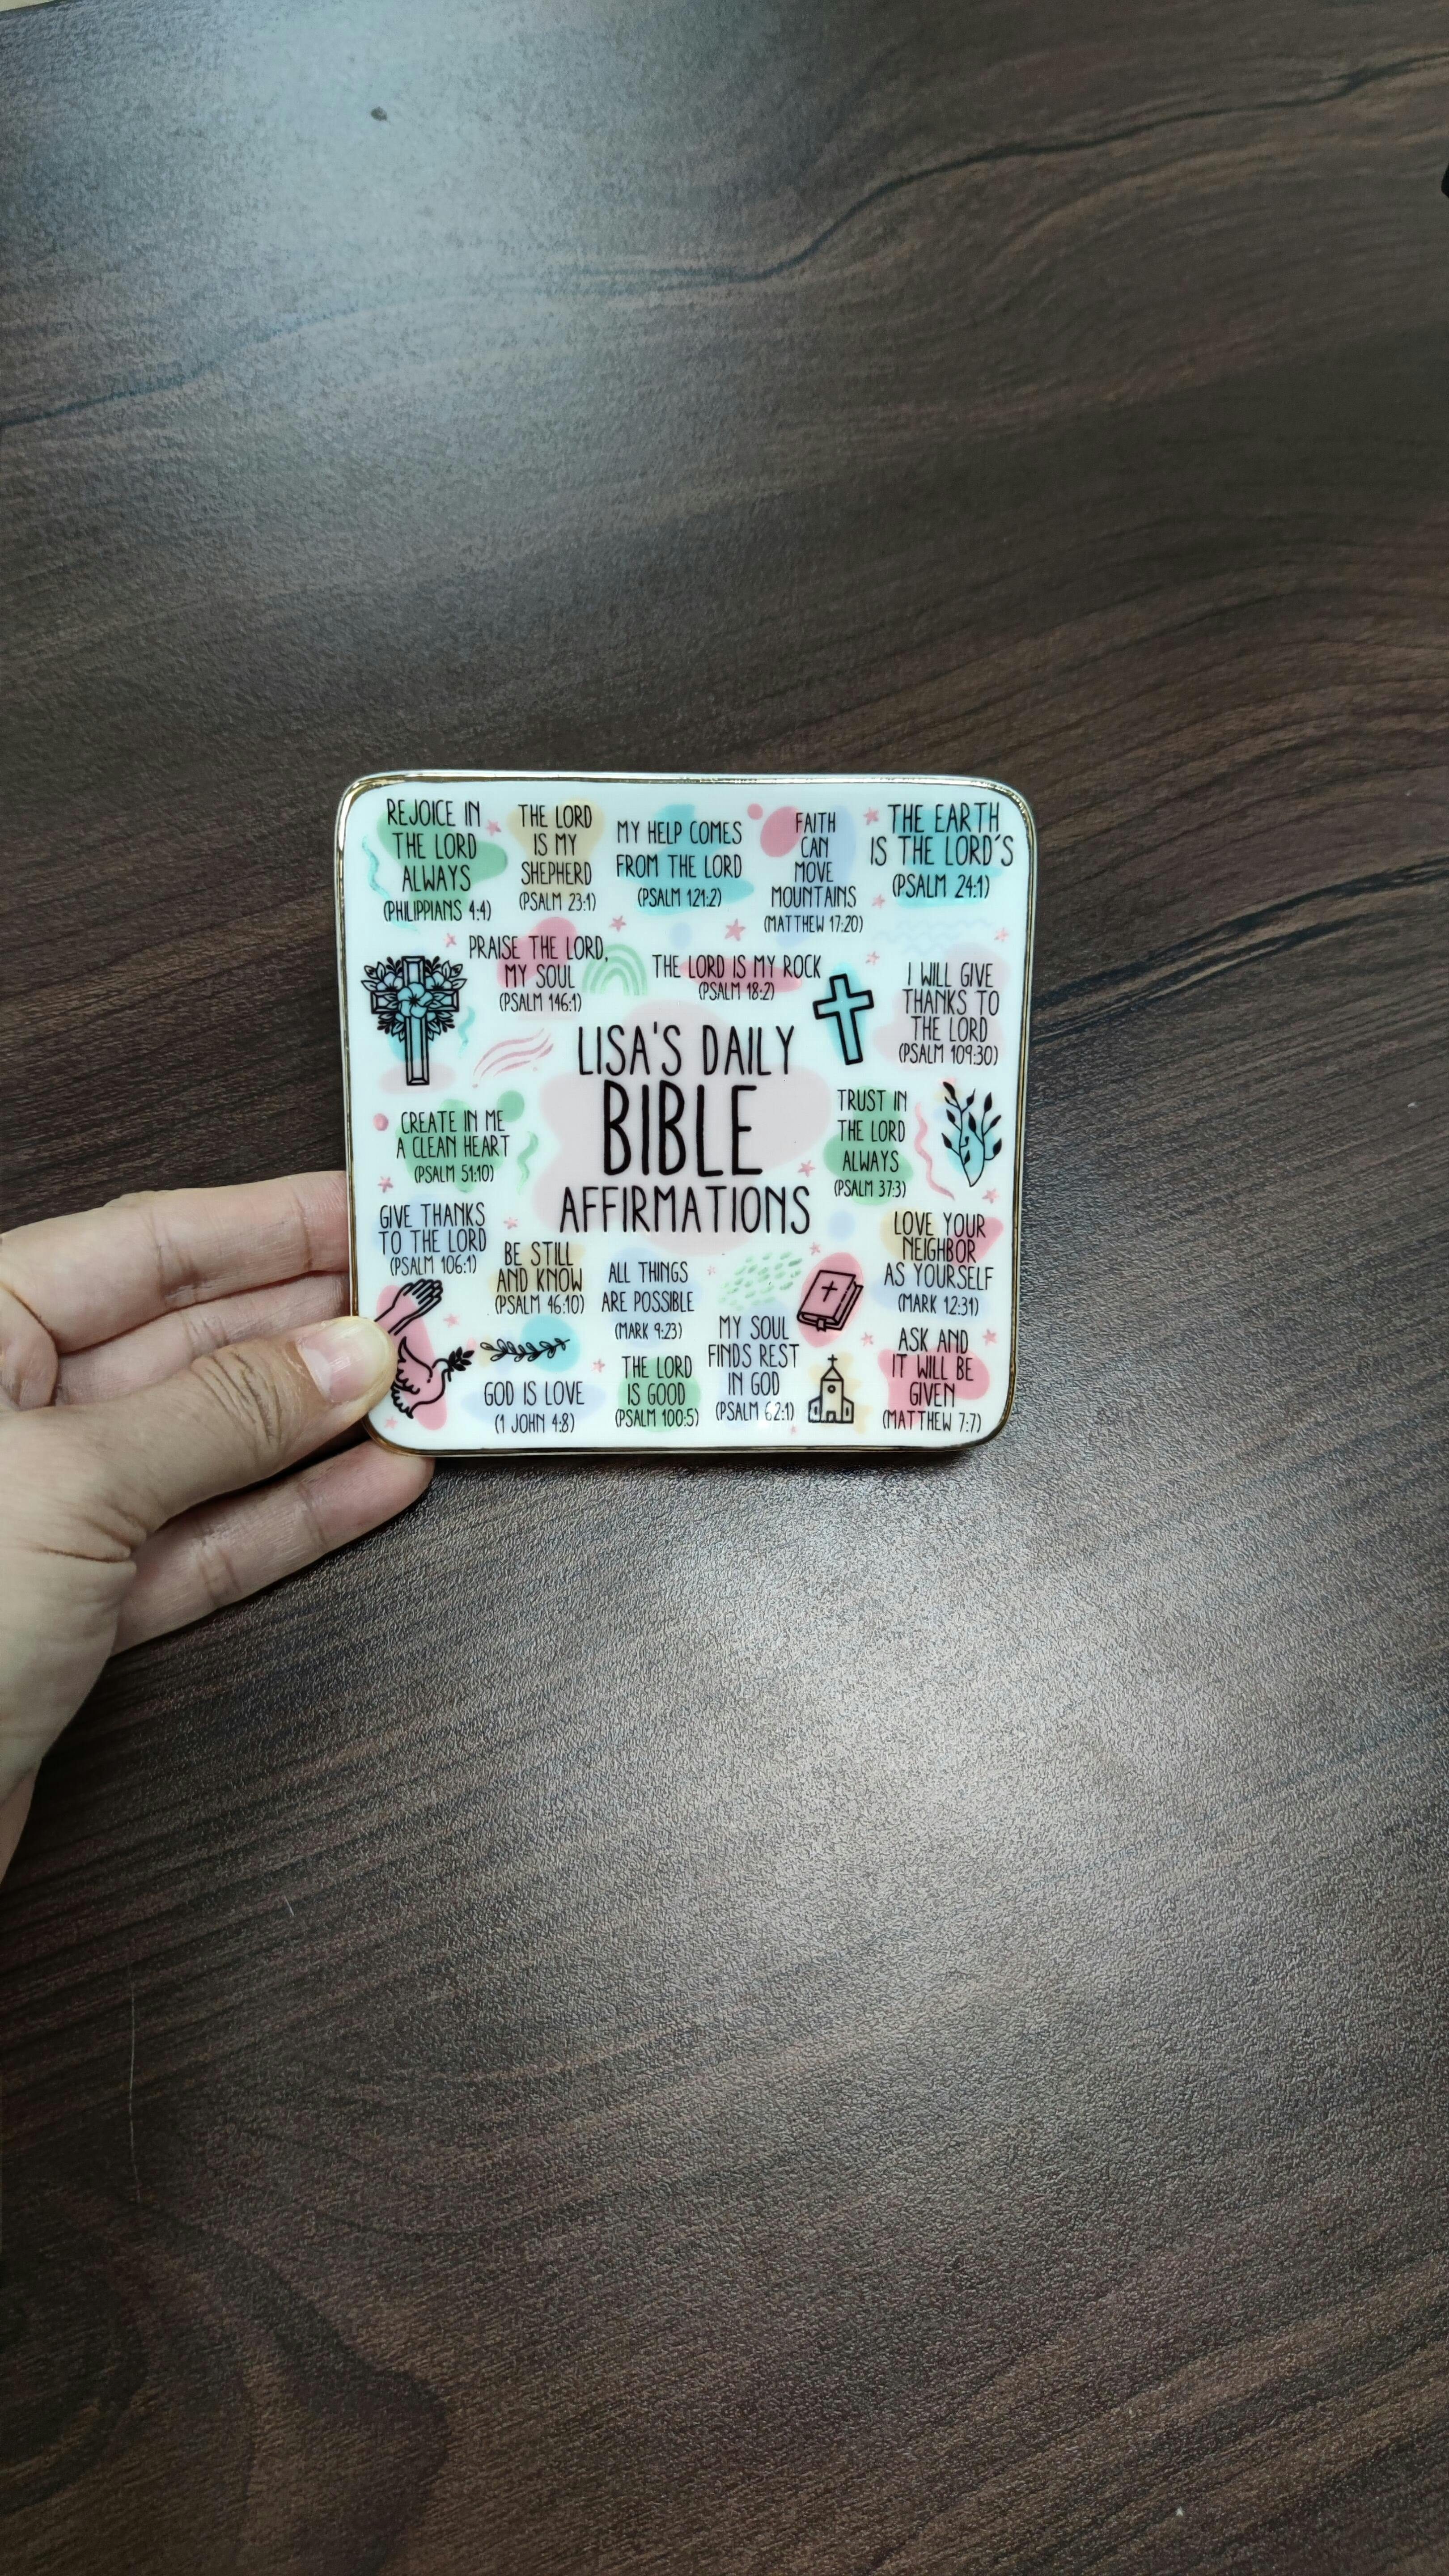 REJOICE IN
THE LORD
ALWAYS
(PHILIPPIANS 4:4)
THE LORD
IS MY
SHEPHERD
(PSALM 23:1)
MY HELP COMES
FROM THE LORD
(PSALM 121:2)
FAITH
CAN
MOVE
MOUNTAINS
(MATTHEW 17:20)
THE EARTH
IS THE LORD'S
(PSALM 24:1)
PRAISE THE LORD,
MY SOUL
(PSALM 146:1)
THE LORD IS MY ROCK
(PSALM 18:2)
I WILL GIVE
THANKS TO
THE LORD
(PSALM 109:30)
LISA'S DAILY
BIBLE
AFFIRMATIONS
CREATE IN ME
A CLEAN HEART
(PSALM 51:10)
TRUST IN
THE LORD
ALWAYS
(PSALM 37:3)
GIVE THANKS
TO THE LORD
(PSALM 106:1)
BE STILL
AND KNOW
(PSALM 46:10)
ALL THINGS
ARE POSSIBLE
(MARK 9:23)
LOVE YOUR
NEIGHBOR
AS YOURSELF
(MARK 12:31)
GOD IS LOVE
(1 JOHN 4:8)
THE LORD
IS GOOD
(PSALM 100:5)
MY SOUL
FINDS REST
IN GOD
(PSALM 62:1)
ASK AND
IT WILL BE
GIVEN
(MATTHEW 7:7)